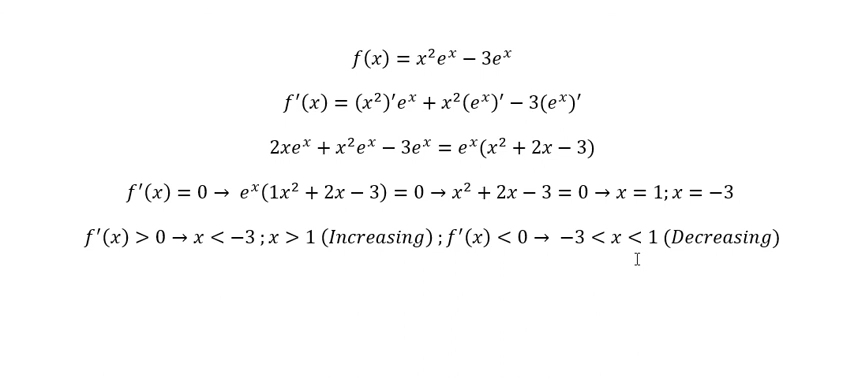 f(x) = x²eˣ − 3eˣ
f′(x) = (x²)′eˣ + x²(eˣ)′ − 3(eˣ)′
2xeˣ + x²eˣ − 3eˣ = eˣ(x² + 2x − 3)
f′(x) = 0 → eˣ(1x² + 2x − 3) = 0 → x² + 2x − 3 = 0 → x = 1; x = −3
f′(x) > 0 → x < −3 ; x > 1 (Increasing) ; f′(x) < 0 → −3 < x < 1 (Decreasing)